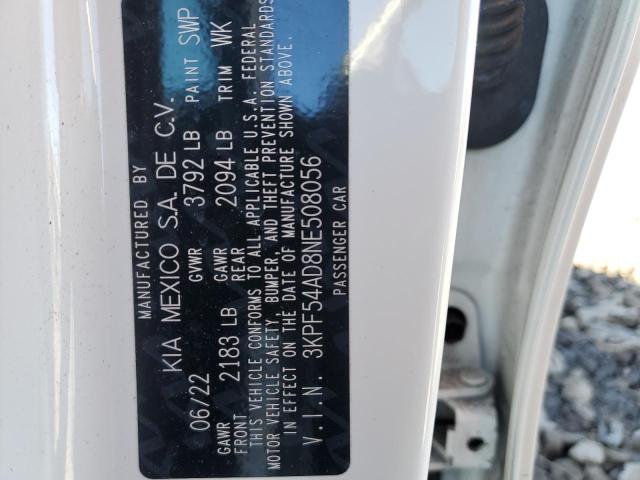 MANUFACTURED BY
KIA MEXICO S.A. DE C.V.
06/22 GVWR 3792 LB PAINT SWP
GAWR FRONT 2183 LB GAWR REAR 2094 LB TRIM WK
THIS VEHICLE CONFORMS TO ALL APPLICABLE U.S.A. FEDERAL
MOTOR VEHICLE SAFETY, BUMPER, AND THEFT PREVENTION STANDARDS
IN EFFECT ON THE DATE OF MANUFACTURE SHOWN ABOVE.
V.I.N. 3KPF54AD8NE508056
PASSENGER CAR